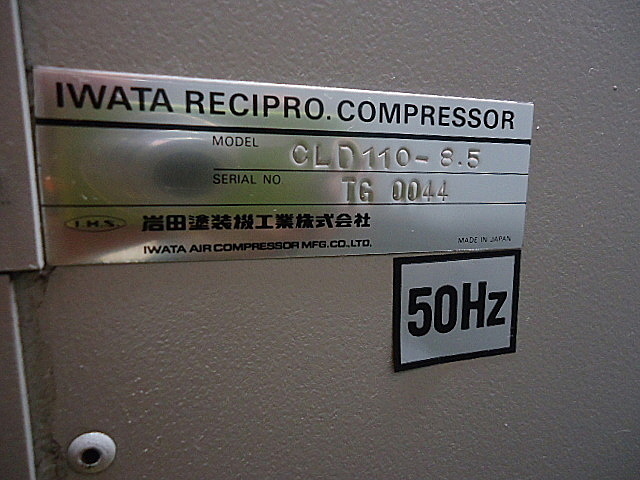 IWATA RECIPRO. COMPRESSOR
MODEL CLD110-8.5
SERIAL NO TG 0044
I.H.S. 岩田塗装機工業株式会社
IWATA AIR COMPRESSOR MFG.CO.,LTD. MADE IN JAPAN
50Hz